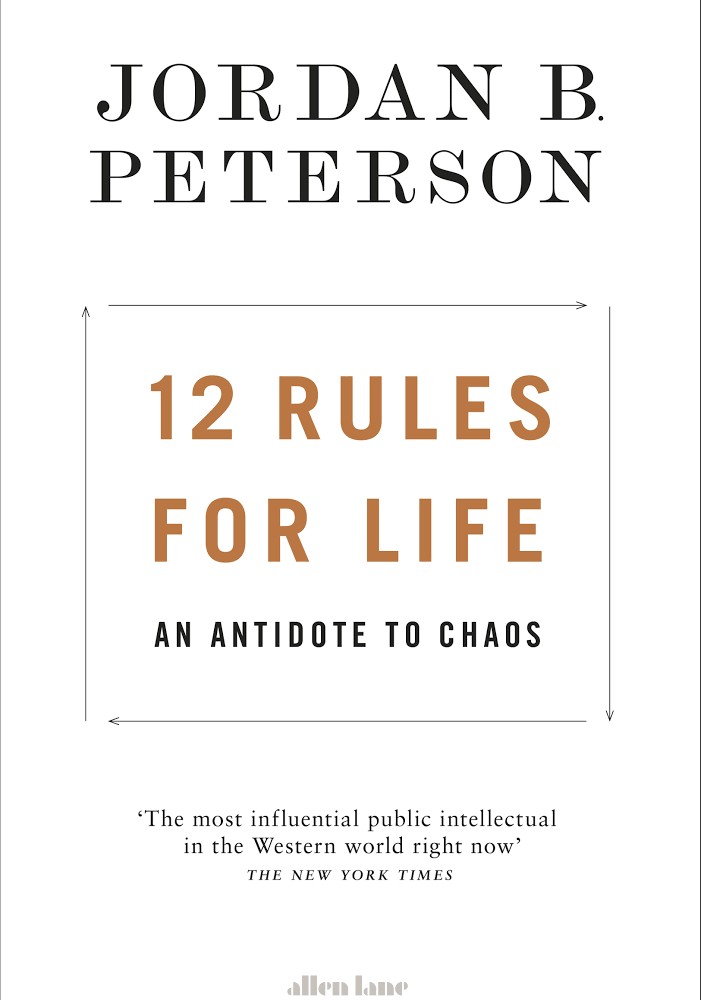 JORDAN B.
PETERSON
12 RULES
FOR LIFE
AN ANTIDOTE TO CHAOS
‘The most influential public intellectual
in the Western world right now’
THE NEW YORK TIMES
allen lane